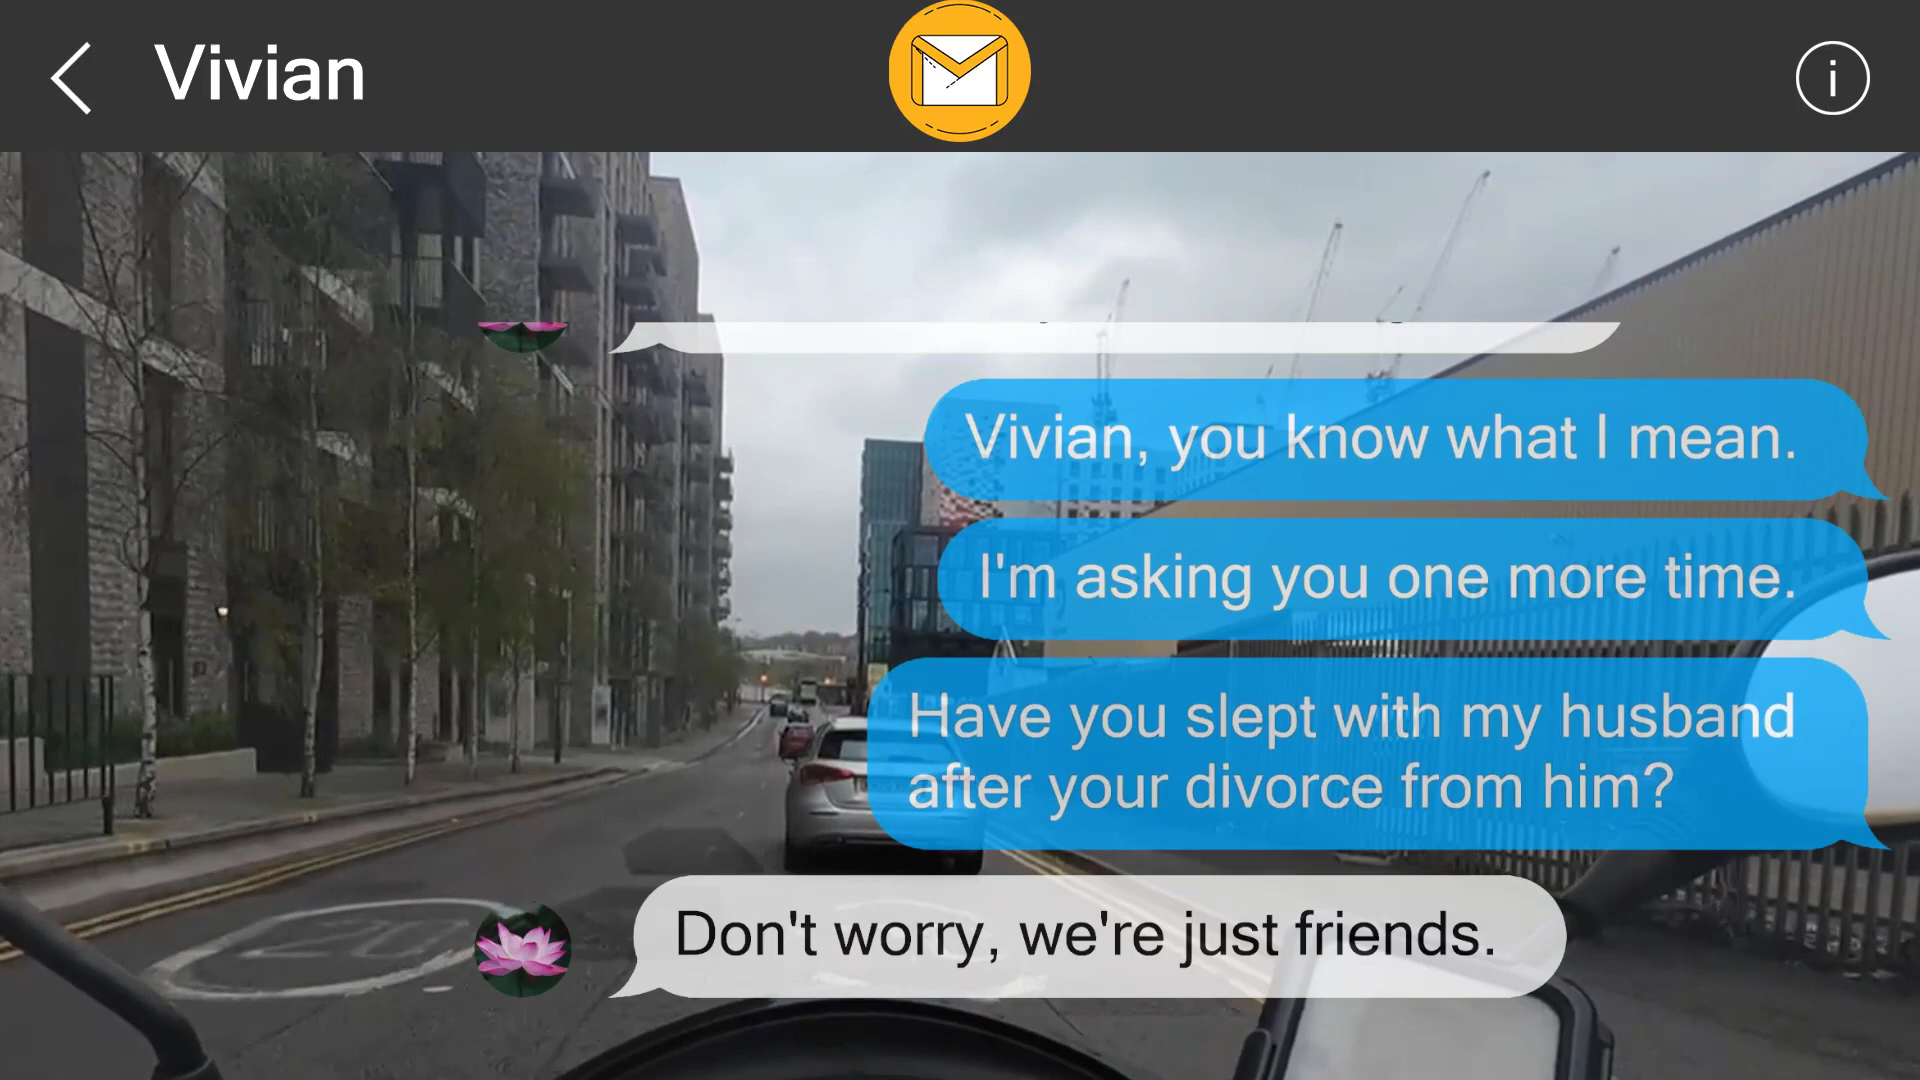 Vivian
Vivian, you know what I mean.
I'm asking you one more time.
Have you slept with my husband
after your divorce from him?
Don't worry, we're just friends.